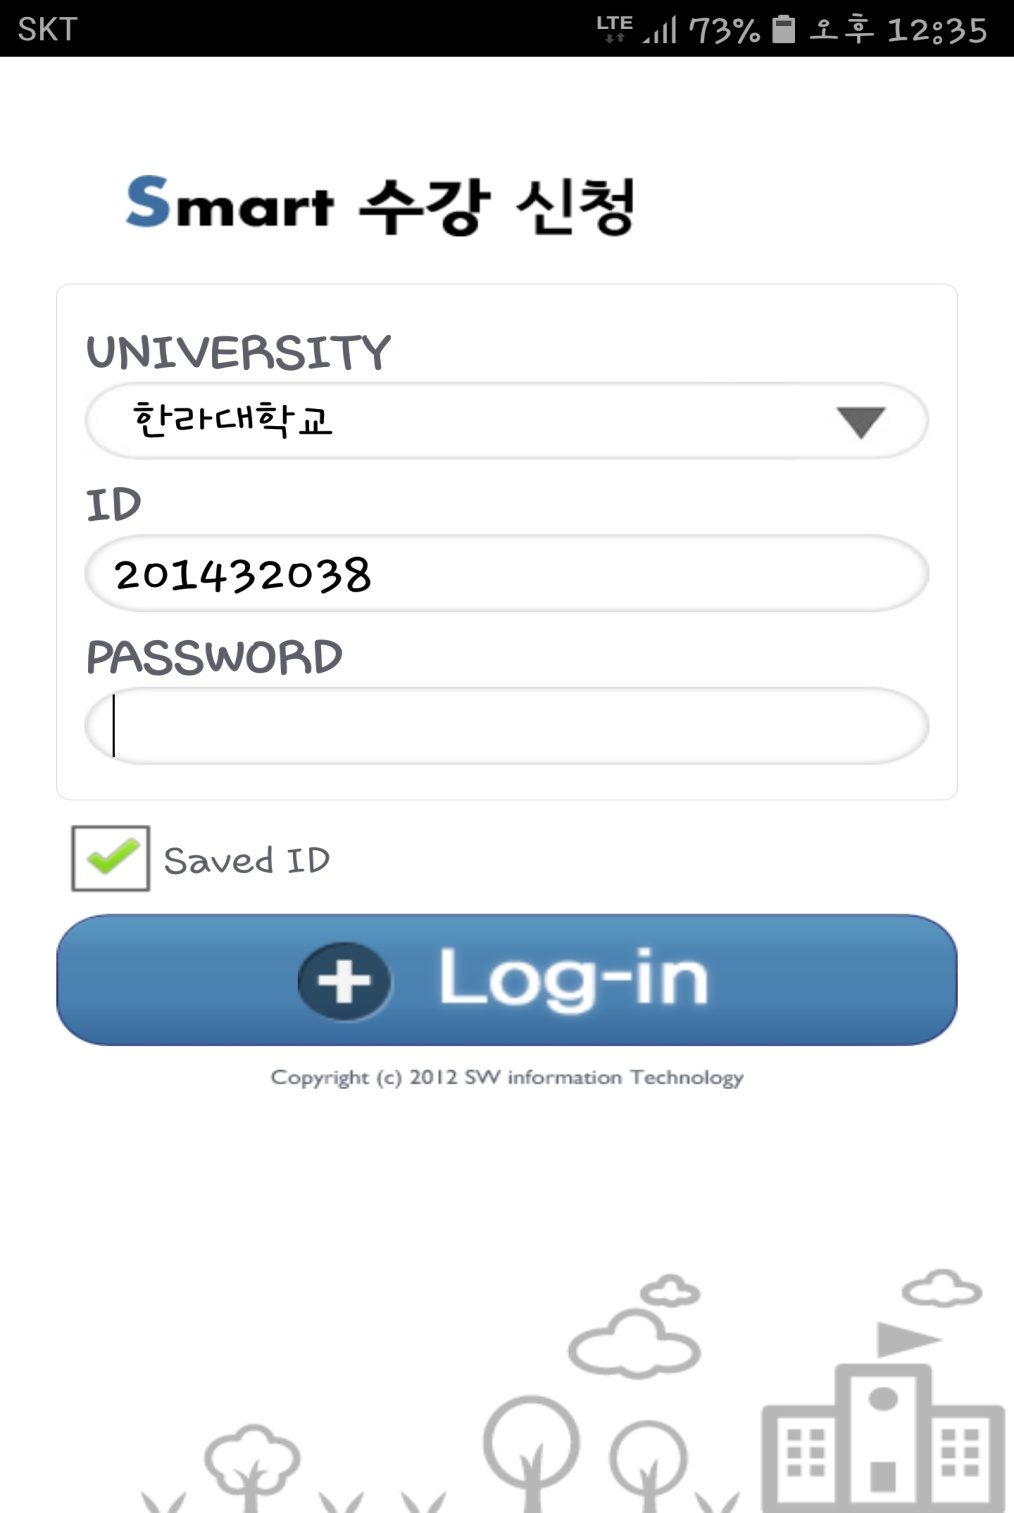 SKT LTE 73% 오후 12:35
Smart 수강 신청
UNIVERSITY
한라대학교
ID
201432038
PASSWORD
Saved ID
Log-in
Copyright (c) 2012 SW information Technology